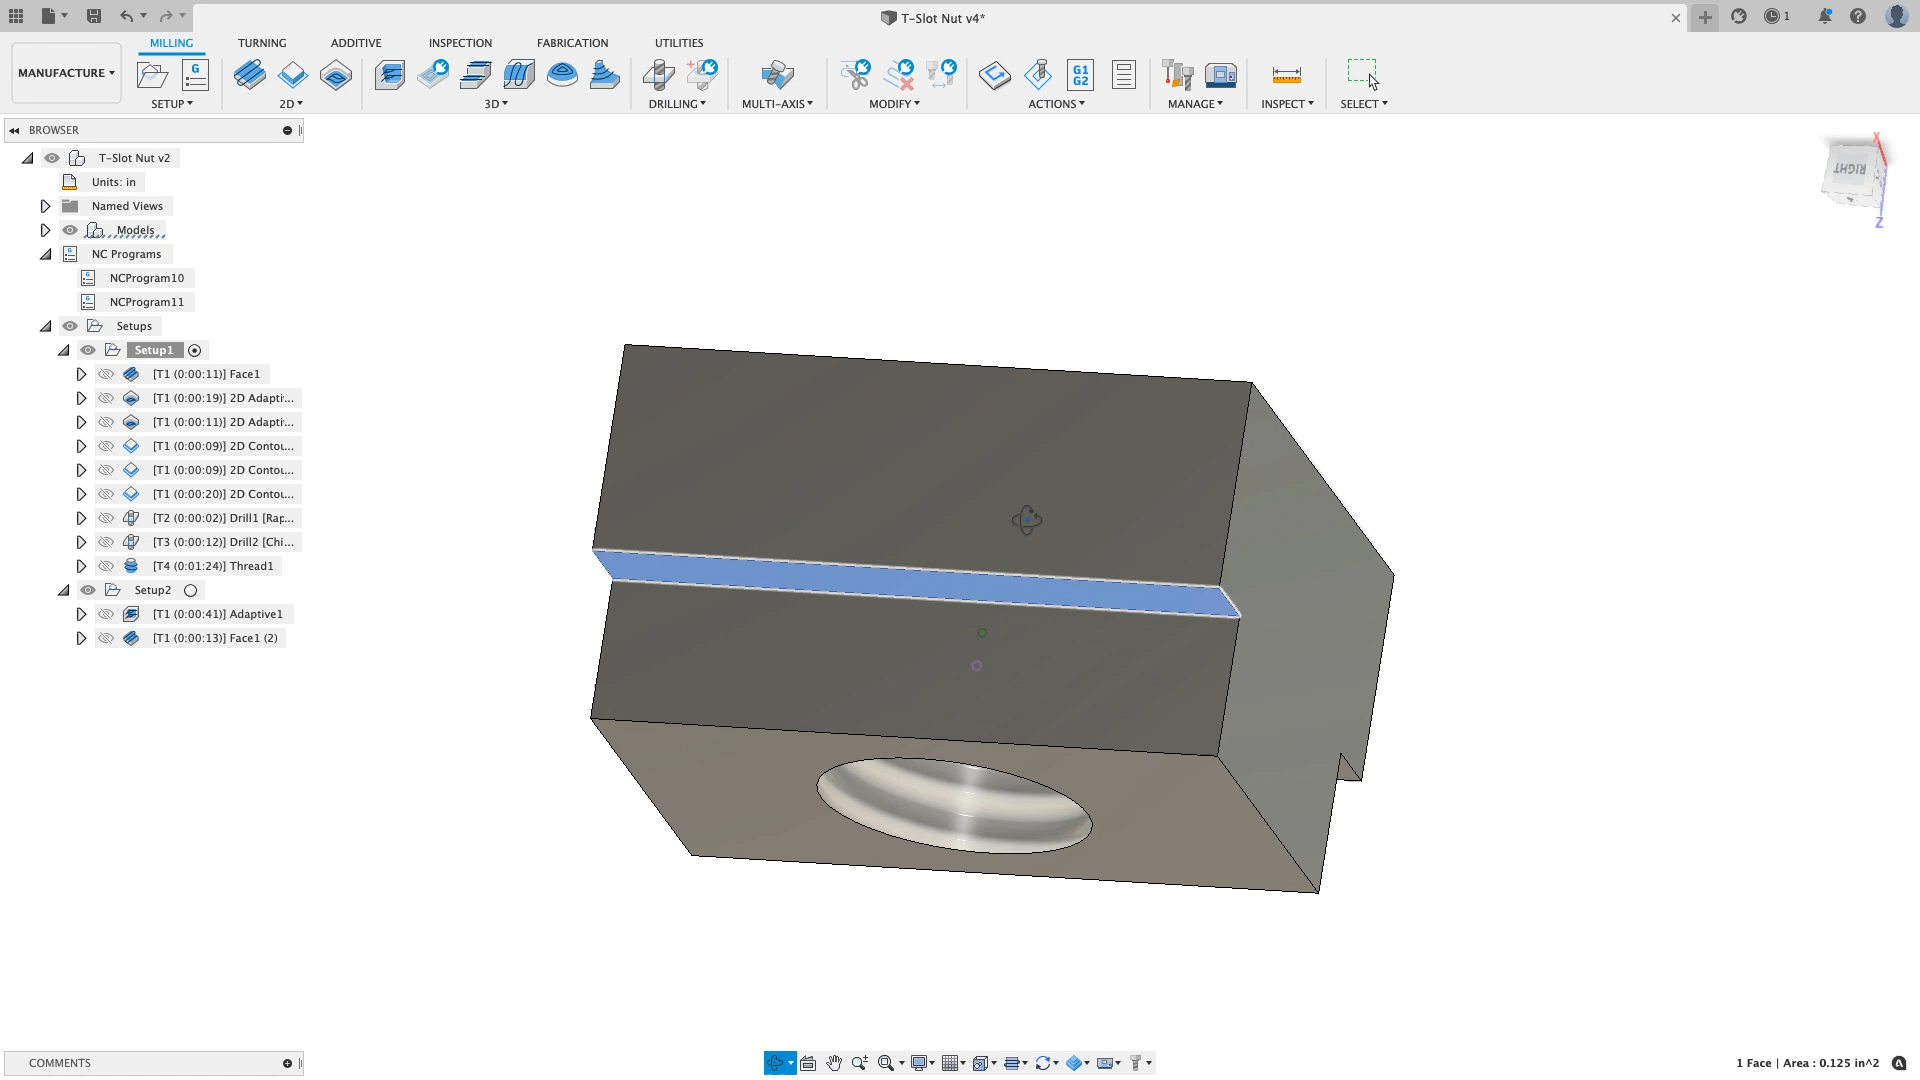 T-Slot Nut v4*
1
MANUFACTURE
MILLING TURNING ADDITIVE INSPECTION FABRICATION UTILITIES
G
G1
G2
SETUP 2D 3D DRILLING MULTI-AXIS MODIFY ACTIONS MANAGE INSPECT SELECT
BROWSER
T-Slot Nut v2
Units: in
Named Views
Models
NC Programs
NCProgram10
NCProgram11
Setups
Setup1
[T1 (0:00:11)] Face1
[T1 (0:00:19)] 2D Adapti...
[T1 (0:00:11)] 2D Adapti...
[T1 (0:00:09)] 2D Contou...
[T1 (0:00:09)] 2D Contou...
[T1 (0:00:20)] 2D Contou...
[T2 (0:00:02)] Drill1 [Rap...
[T3 (0:00:12)] Drill2 [Chi...
[T4 (0:01:24)] Thread1
Setup2
[T1 (0:00:41)] Adaptive1
[T1 (0:00:13)] Face1 (2)
X
RIGHT
Z
COMMENTS
1 Face | Area : 0.125 in^2